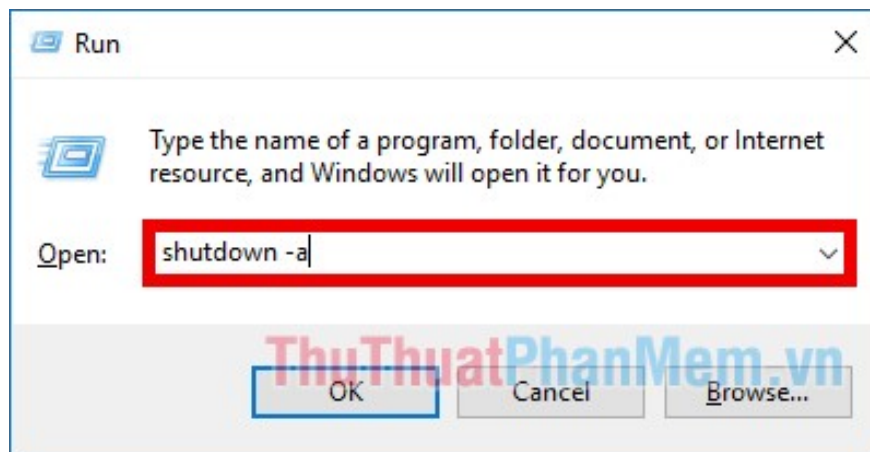 Run
Type the name of a program, folder, document, or Internet
resource, and Windows will open it for you.
Open: shutdown -a
ThuThuatPhanMem.vn
OK Cancel Browse...